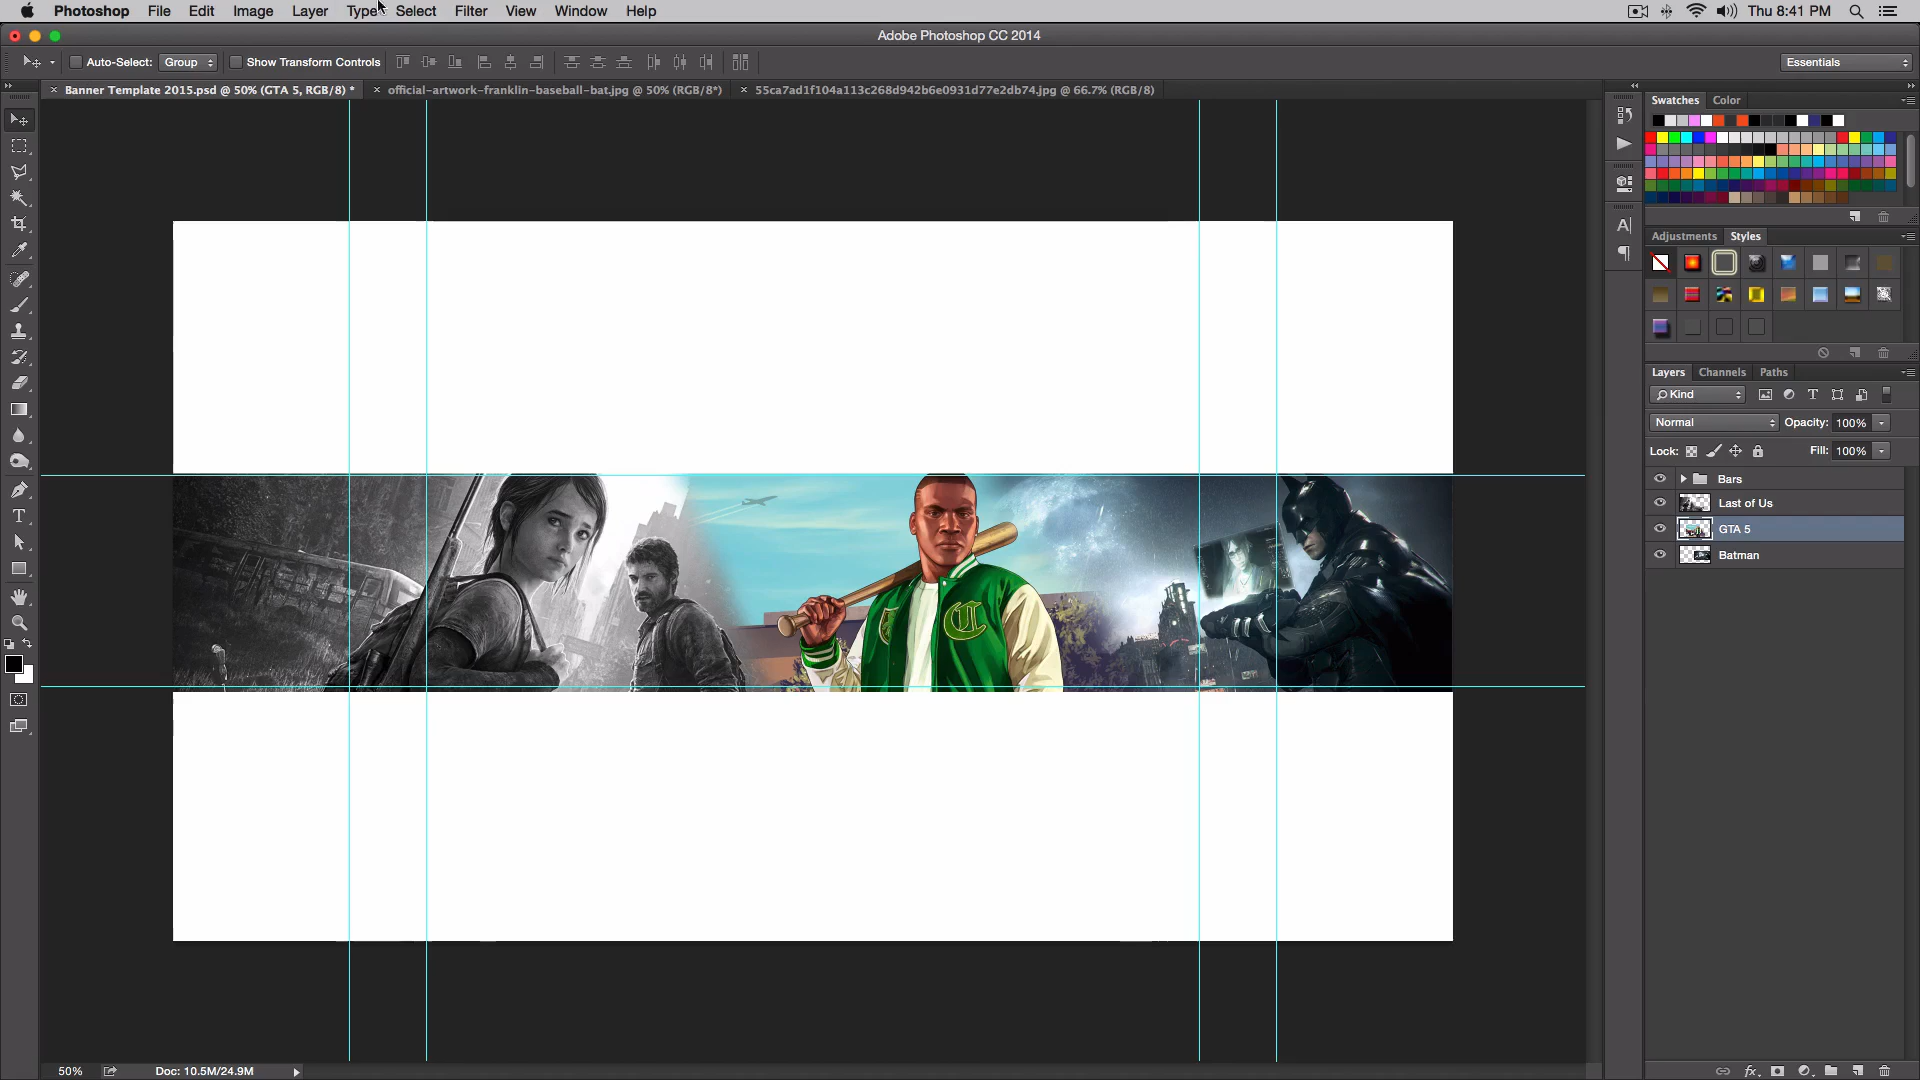 Photoshop File Edit Image Layer Type Select Filter View Window Help Thu 8:41 PM
Adobe Photoshop CC 2014
Auto-Select: Group Show Transform Controls Essentials
Banner Template 2015.psd @ 50% (GTA 5, RGB/8) * official-artwork-franklin-baseball-bat.jpg @ 50% (RGB/8*) 55ca7ad1f104a113c268d942b6e0931d77e2db74.jpg @ 66.7% (RGB/8)
Swatches Color
Adjustments Styles
Layers Channels Paths
Kind
Normal Opacity: 100%
Lock: Fill: 100%
Bars
Last of Us
GTA 5
Batman
C
50% Doc: 10.5M/24.9M